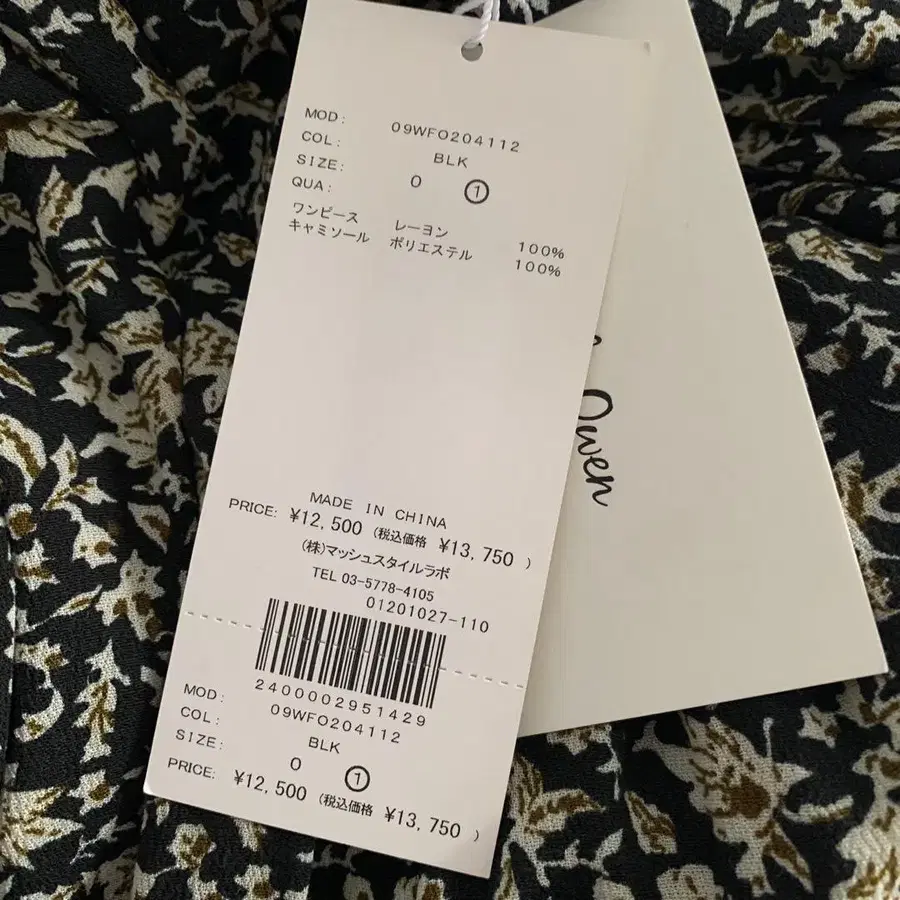 MOD: 09WFO204112
COL: BLK
SIZE: 0 ①
QUA:
ワンピース レーヨン 100%
キャミソール ポリエステル 100%
MADE IN CHINA
PRICE: ¥12,500 (税込価格 ¥13,750 )
(株)マッシュスタイルラボ
TEL 03-5778-4105
01201027-110
2400002951429
MOD: 09WFO204112
COL: BLK
SIZE: 0 ①
PRICE: ¥12,500 (税込価格 ¥13,750 )
Owen